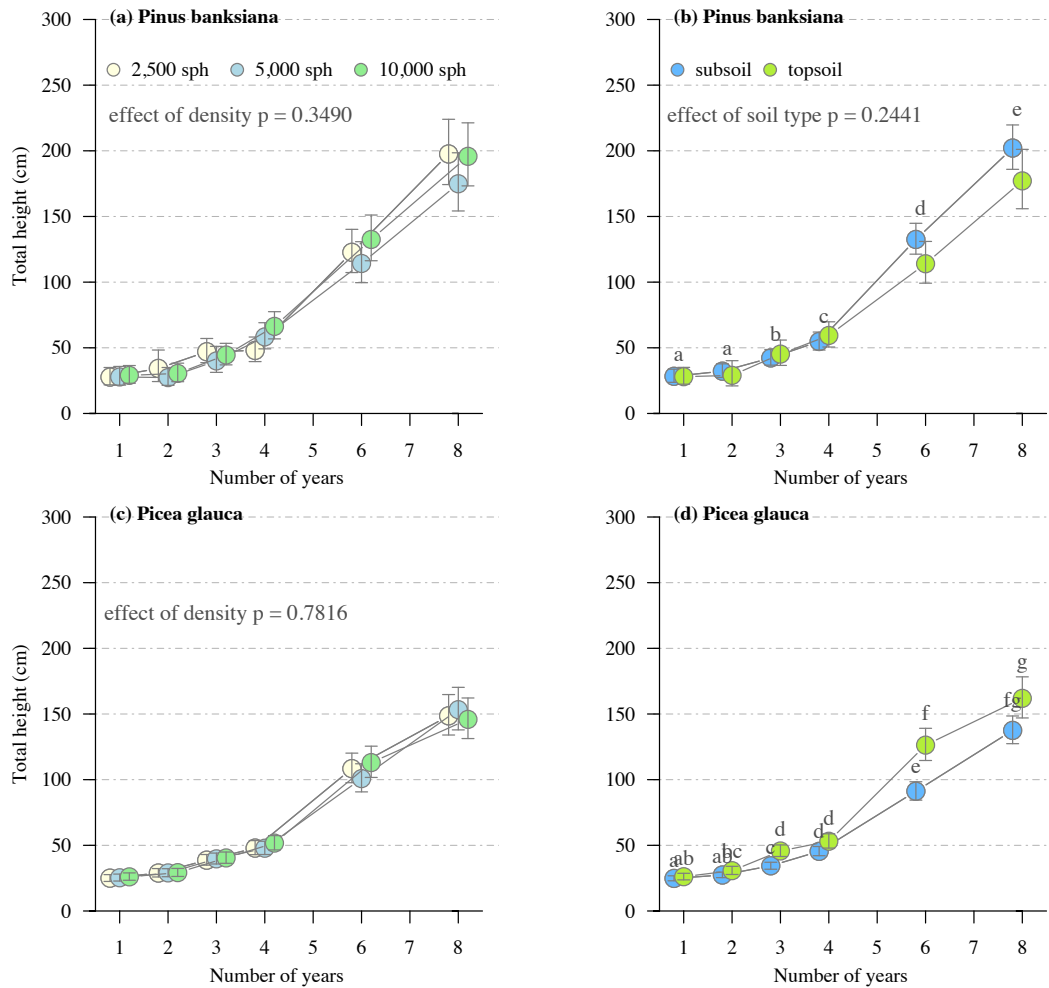 (a) Pinus banksiana
2,500 sph 5,000 sph 10,000 sph
effect of density p = 0.3490
Total height (cm)
300
250
200
150
100
50
0
1 2 3 4 5 6 7 8
Number of years
(b) Pinus banksiana
subsoil topsoil
effect of soil type p = 0.2441
300
250
200
150
100
50
0
a a b c d e
1 2 3 4 5 6 7 8
Number of years
(c) Picea glauca
effect of density p = 0.7816
Total height (cm)
300
250
200
150
100
50
0
1 2 3 4 5 6 7 8
Number of years
(d) Picea glauca
300
250
200
150
100
50
0
a ab ab bc c d d d e f fg g
1 2 3 4 5 6 7 8
Number of years